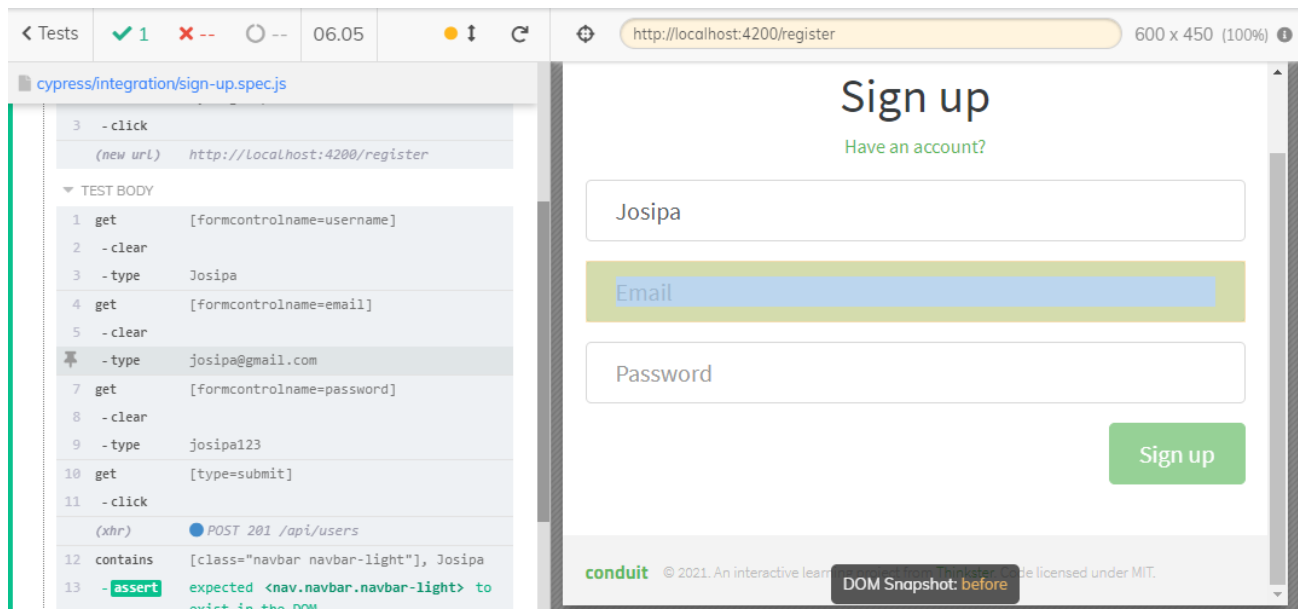 < Tests 1 -- -- 06.05
http://localhost:4200/register 600 x 450 (100%)
cypress/integration/sign-up.spec.js
3 -click
(new url) http://localhost:4200/register
TEST BODY
1 get [formcontrolname=username]
2 -clear
3 -type Josipa
4 get [formcontrolname=email]
5 -clear
-type josipa@gmail.com
7 get [formcontrolname=password]
8 -clear
9 -type josipa123
10 get [type=submit]
11 -click
(xhr) POST 201 /api/users
12 contains [class="navbar navbar-light"], Josipa
13 -assert expected <nav.navbar.navbar-light> to
exist in the DOM
Sign up
Have an account?
Josipa
Email
Password
Sign up
conduit © 2021. An interactive learning project from Thinkster. Code licensed under MIT.
DOM Snapshot: before